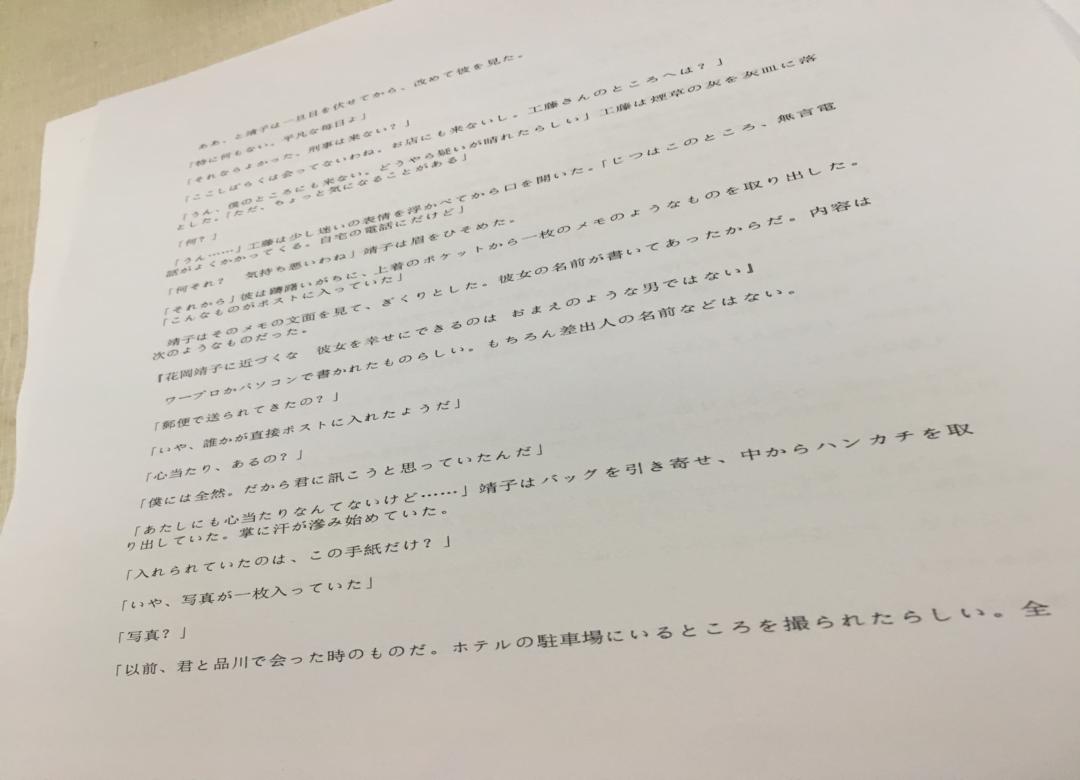 ああ、と靖子は一旦目を伏せてから、改めて彼を見た。
「特に何もない。平凡な毎日よ」
「それならよかった。刑事は来ない？」
「ここしばらくは会ってないわね。お店にも来ないし。工藤さんのところへは？」
「うん、僕のところにも来ない。どうやら疑いが晴れたらしい」工藤は煙草の灰を灰皿に落
とした。「ただ、ちょっと気になることがある」
「何？」
「うん……」工藤は少し迷いの表情を浮かべてから口を開いた。「じつはこのところ、無言電
話がよくかかってくる。自宅の電話にだけど」
「何それ？　気持ち悪いわね」靖子は眉をひそめた。
「それから」彼は躊躇いがちに、上着のポケットから一枚のメモのようなものを取り出した。
「こんなものがポストに入っていた」
靖子はそのメモの文面を見て、ぎくりとした。彼女の名前が書いてあったからだ。内容は
次のようなものだった。
『花岡靖子に近づくな　彼女を幸せにできるのは　おまえのような男ではない』
ワープロかパソコンで書かれたものらしい。もちろん差出人の名前などはない。
「郵便で送られてきたの？」
「いや、誰かが直接ポストに入れたようだ」
「心当たり、あるの？」
「僕には全然。だから君に訊こうと思っていたんだ」
「あたしにも心当たりなんてないけど……」靖子はバッグを引き寄せ、中からハンカチを取
り出していた。掌に汗が滲み始めていた。
「入れられていたのは、この手紙だけ？」
「いや、写真が一枚入っていた」
「写真？」
「以前、君と品川で会った時のものだ。ホテルの駐車場にいるところを撮られたらしい。全